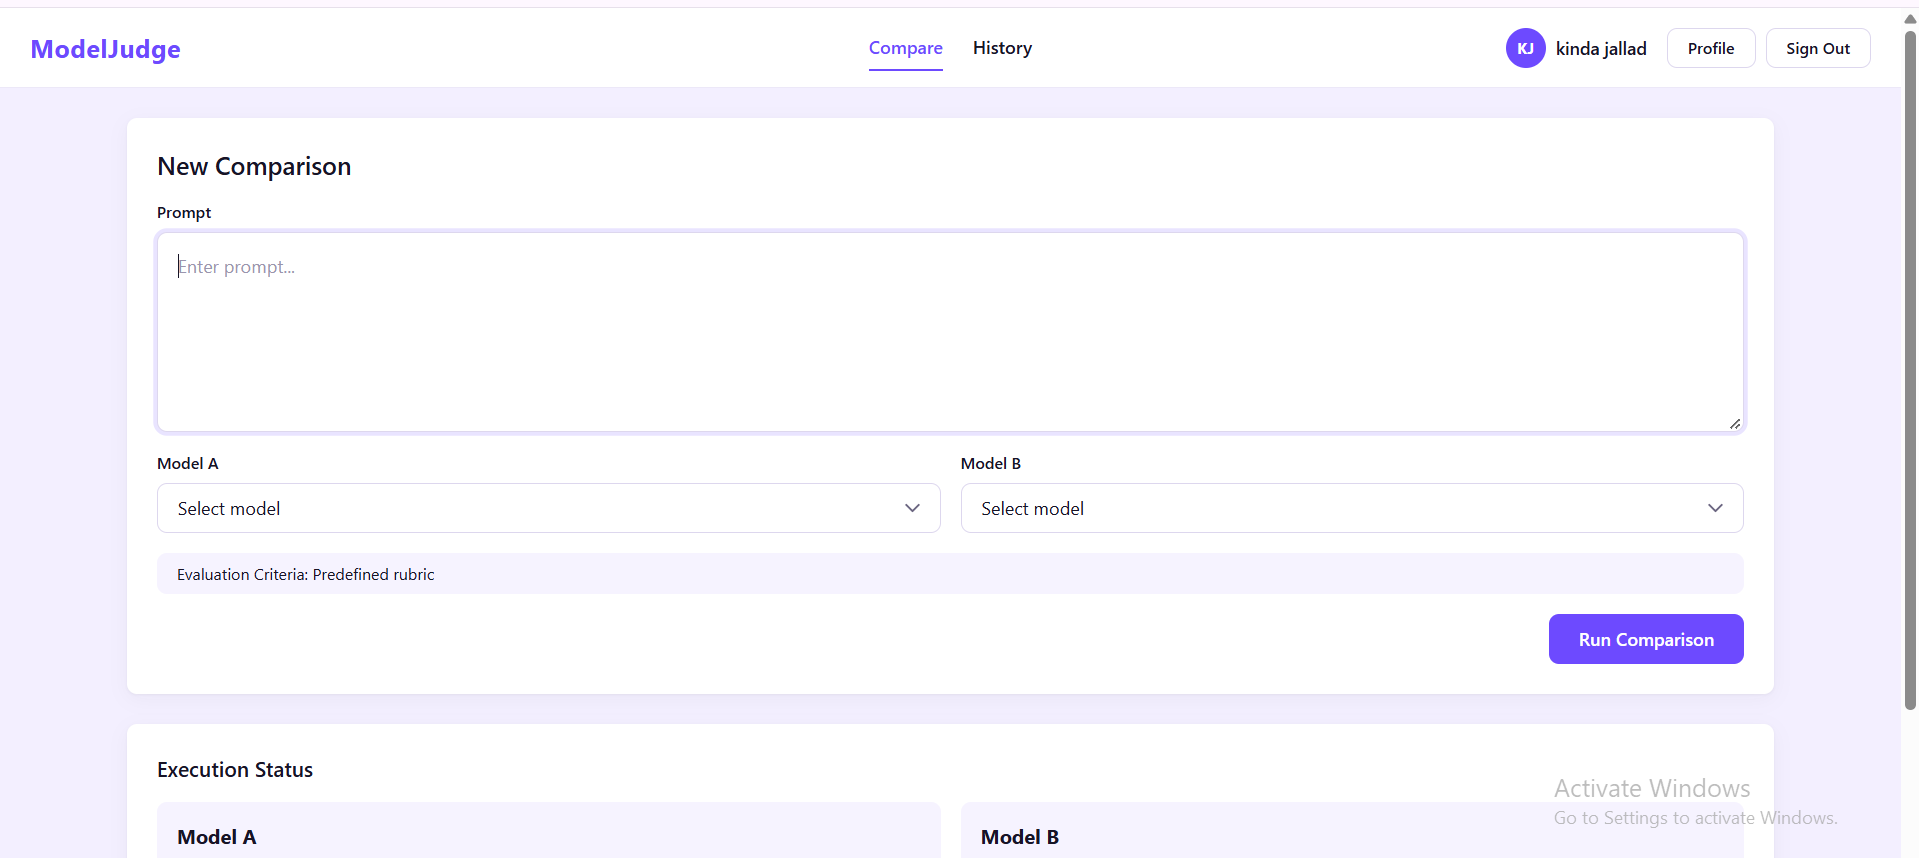 ModelJudge
Compare
History
KJ
kinda jallad
Profile
Sign Out
New Comparison
Prompt
Enter prompt...
Model A
Model B
Select model
Select model
Evaluation Criteria: Predefined rubric
Run Comparison
Execution Status
Model A
Model B
Activate Windows
Go to Settings to activate Windows.